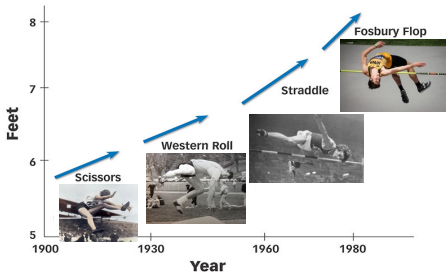 8
Fosbury Flop
7
Straddle
Feet
Western Roll
6
Scissors
5
1900
1930
1960
1980
Year